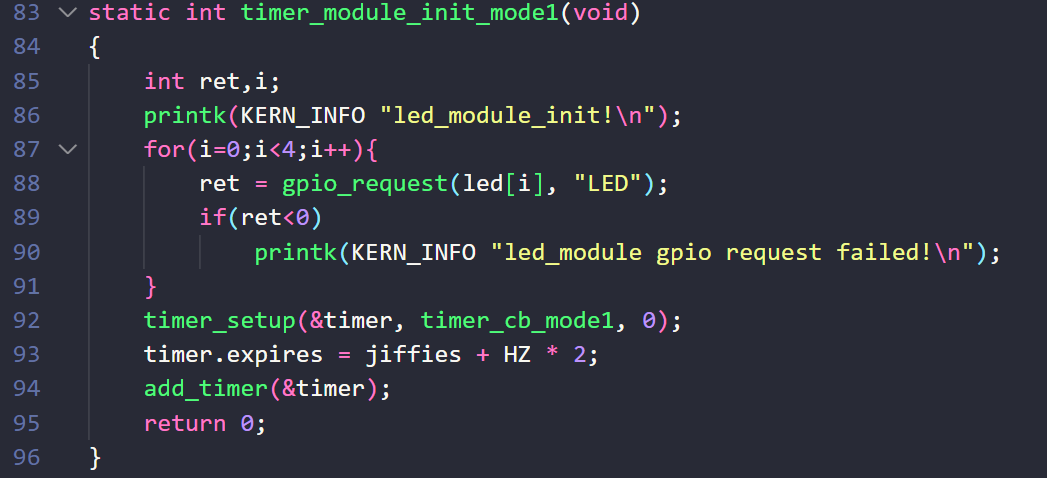 83 static int timer_module_init_mode1(void)
84 {
85 int ret,i;
86 printk(KERN_INFO "led_module_init!\n");
87 for(i=0;i<4;i++){
88 ret = gpio_request(led[i], "LED");
89 if(ret<0)
90 printk(KERN_INFO "led_module gpio request failed!\n");
91 }
92 timer_setup(&timer, timer_cb_mode1, 0);
93 timer.expires = jiffies + HZ * 2;
94 add_timer(&timer);
95 return 0;
96 }